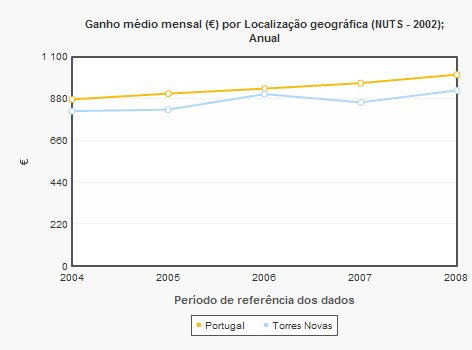 Ganho médio mensal (€) por Localização geográfica (NUTS - 2002);
Anual
1 100
880
660
440
220
0
€
2004 2005 2006 2007 2008
Período de referência dos dados
Portugal Torres Novas